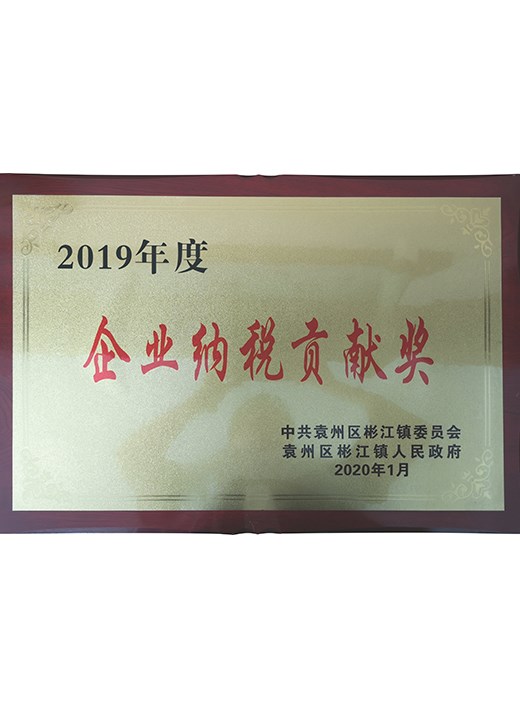 2019年度
企业纳税贡献奖
中共袁州区彬江镇委员会
袁州区彬江镇人民政府
2020年1月